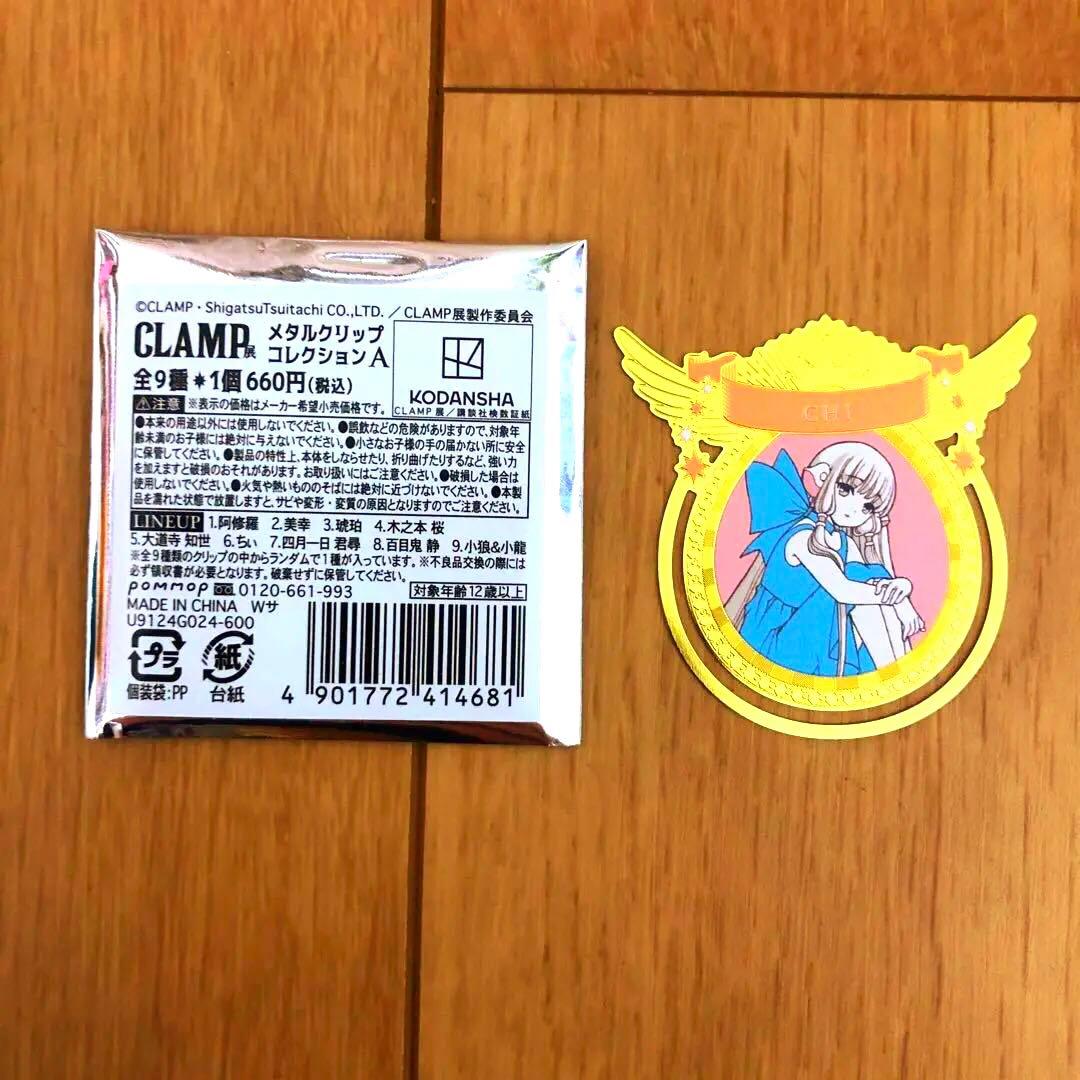 ©CLAMP・ShigatsuTsuitachi CO.,LTD. ／ CLAMP展製作委員会
CLAMP展 メタルクリップ
コレクション A
全9種＊1個 660円(税込)
KODANSHA
CLAMP 展／講談社検数証紙
⚠注意 ※表示の価格はメーカー希望小売価格です。
●本来の用途以外には使用しないでください。●誤飲などの危険がありますので、対象年
齢未満のお子様には絶対に与えないでください。●小さなお子様の手の届かない所に安全
に保管してください。●製品の特性上、本体をしならせたり、折り曲げたりするなど、強い力
を加えますと破損のおそれがあります。お取り扱いにはご注意ください。●破損した場合は
使用しないでください。●火気や熱いもののそばには絶対に近づけないでください。●本製
品を濡れた状態で放置しますと、サビや変形・変質の原因となりますのでご注意ください。
LINEUP 1.阿修羅 2.美幸 3.琥珀 4.木之本 桜
5.大道寺 知世 6.ちぃ 7.四月一日 君尋 8.百目鬼 静 9.小狼&小龍
※全9種類のクリップの中からランダムで1種が入っています。※不良品交換の際には
必ず領収書が必要となります。破棄せずに保管してください。
pommop 0120-661-993 対象年齢12歳以上
MADE IN CHINA Wサ
U9124G024-600
プラ 紙
個装袋:PP 台紙
4 901772 414681
CHI